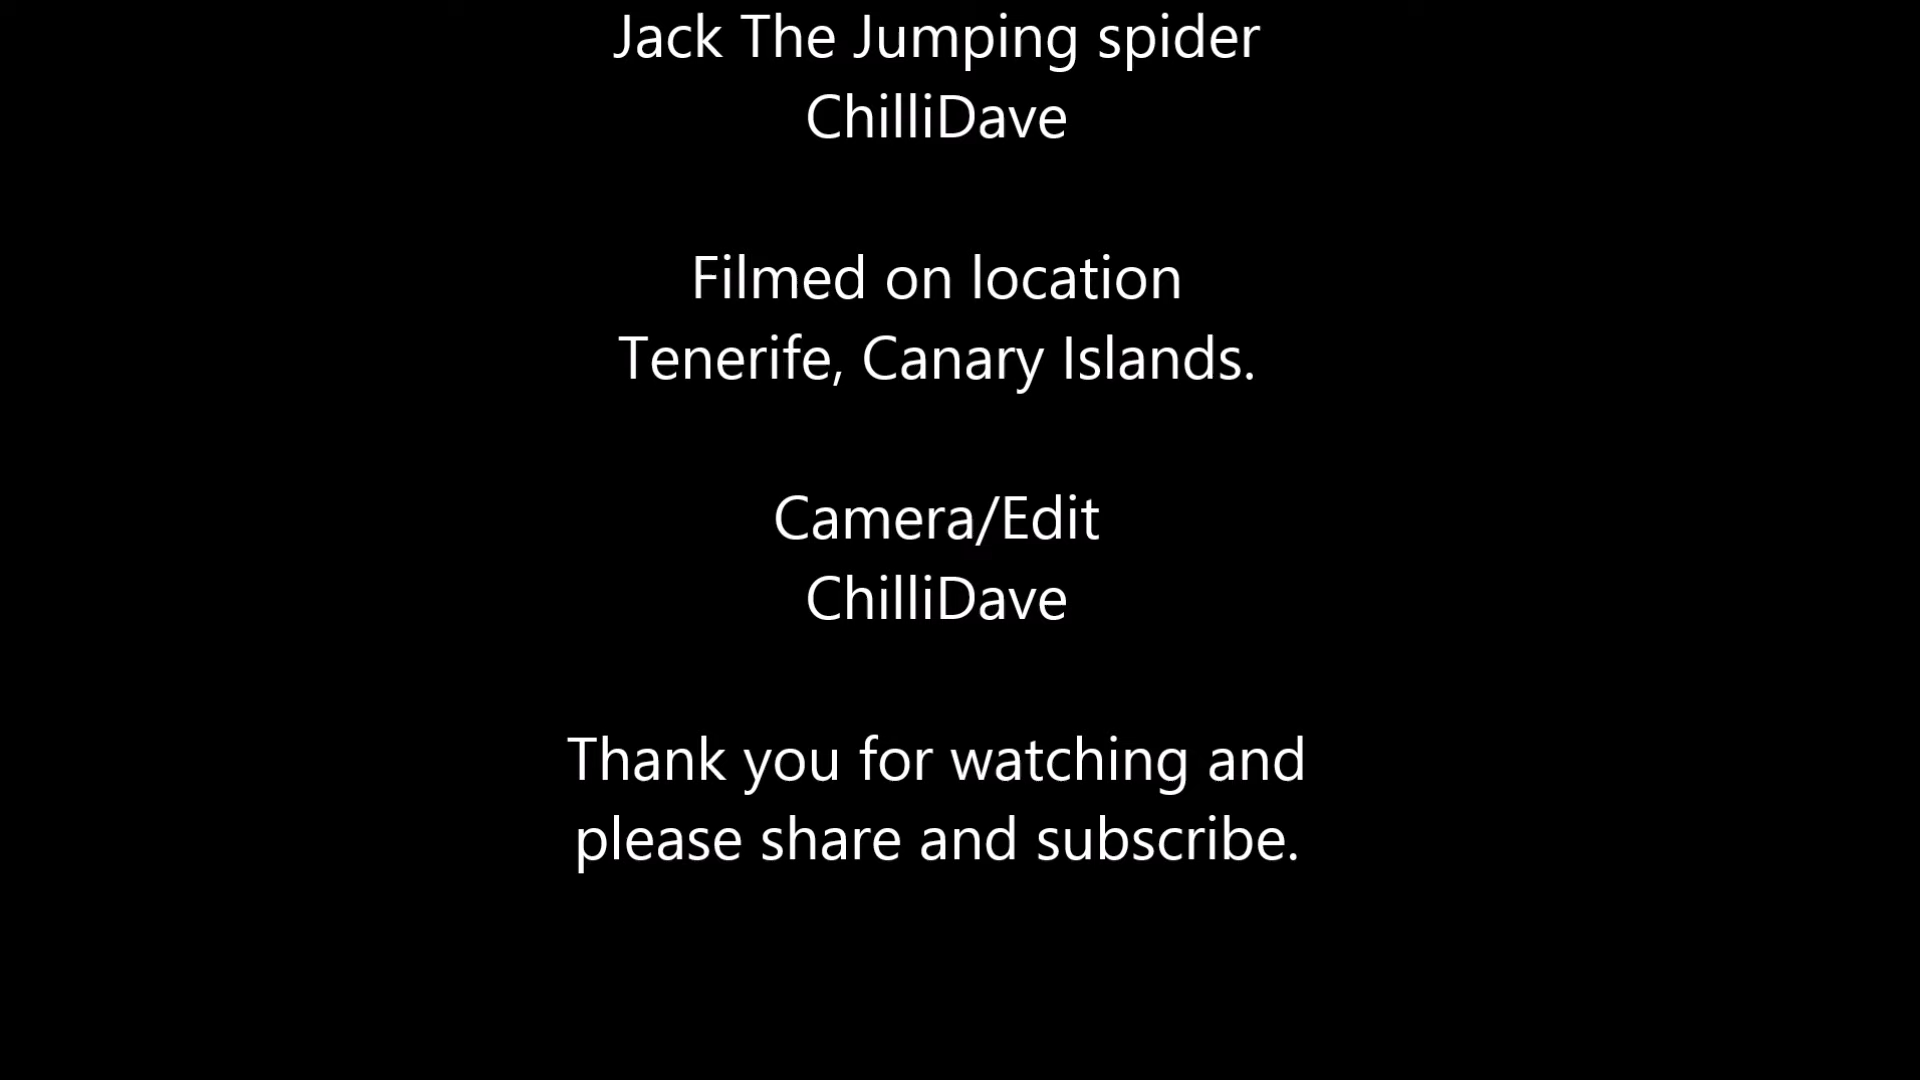 Jack The Jumping spider
ChilliDave
Filmed on location
Tenerife, Canary Islands.
Camera/Edit
ChilliDave
Thank you for watching and
please share and subscribe.